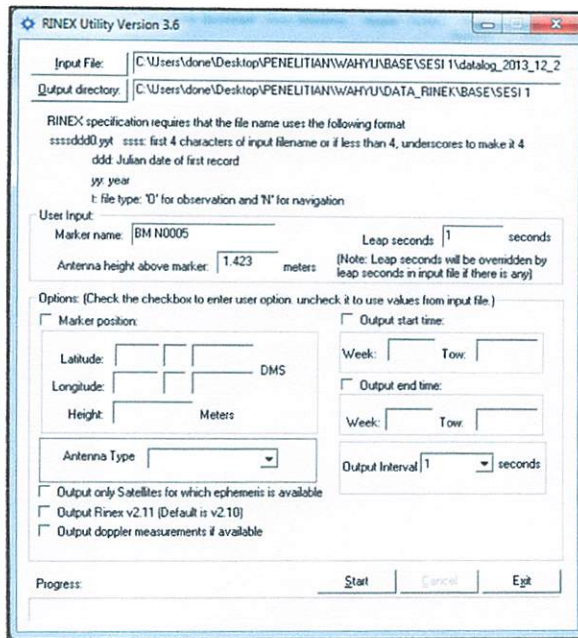 RINEX Utility Version 3.6
Input File: C:\Users\done\Desktop\PENELITIAN\WAHYU\BASE\SESI 1\datalog_2013_12_2
Output directory: C:\Users\done\Desktop\PENELITIAN\WAHYU\DATA_RINEK\BASE\SESI 1
RINEX specification requires that the file name uses the following format
ssssddd0.yyt ssss: first 4 characters of input filename or if less than 4, underscores to make it 4
ddd: Julian date of first record
yy: year
t: file type: 'O' for observation and 'N' for navigation
User Input:
Marker name: BM N0005
Leap seconds 1 seconds
Antenna height above marker: 1.423 meters
(Note: Leap seconds will be overridden by
leap seconds in input file if there is any)
Options: (Check the checkbox to enter user option. uncheck it to use values from input file.)
Marker position:
Latitude:
Longitude:
DMS
Height: Meters
Output start time:
Week: Tow:
Output end time:
Week: Tow:
Antenna Type
Output Interval 1 seconds
Output only Satellites for which ephemeris is available
Output Rinex v2.11 (Default is v2.10)
Output doppler measurements if available
Progress:
Start Cancel Exit